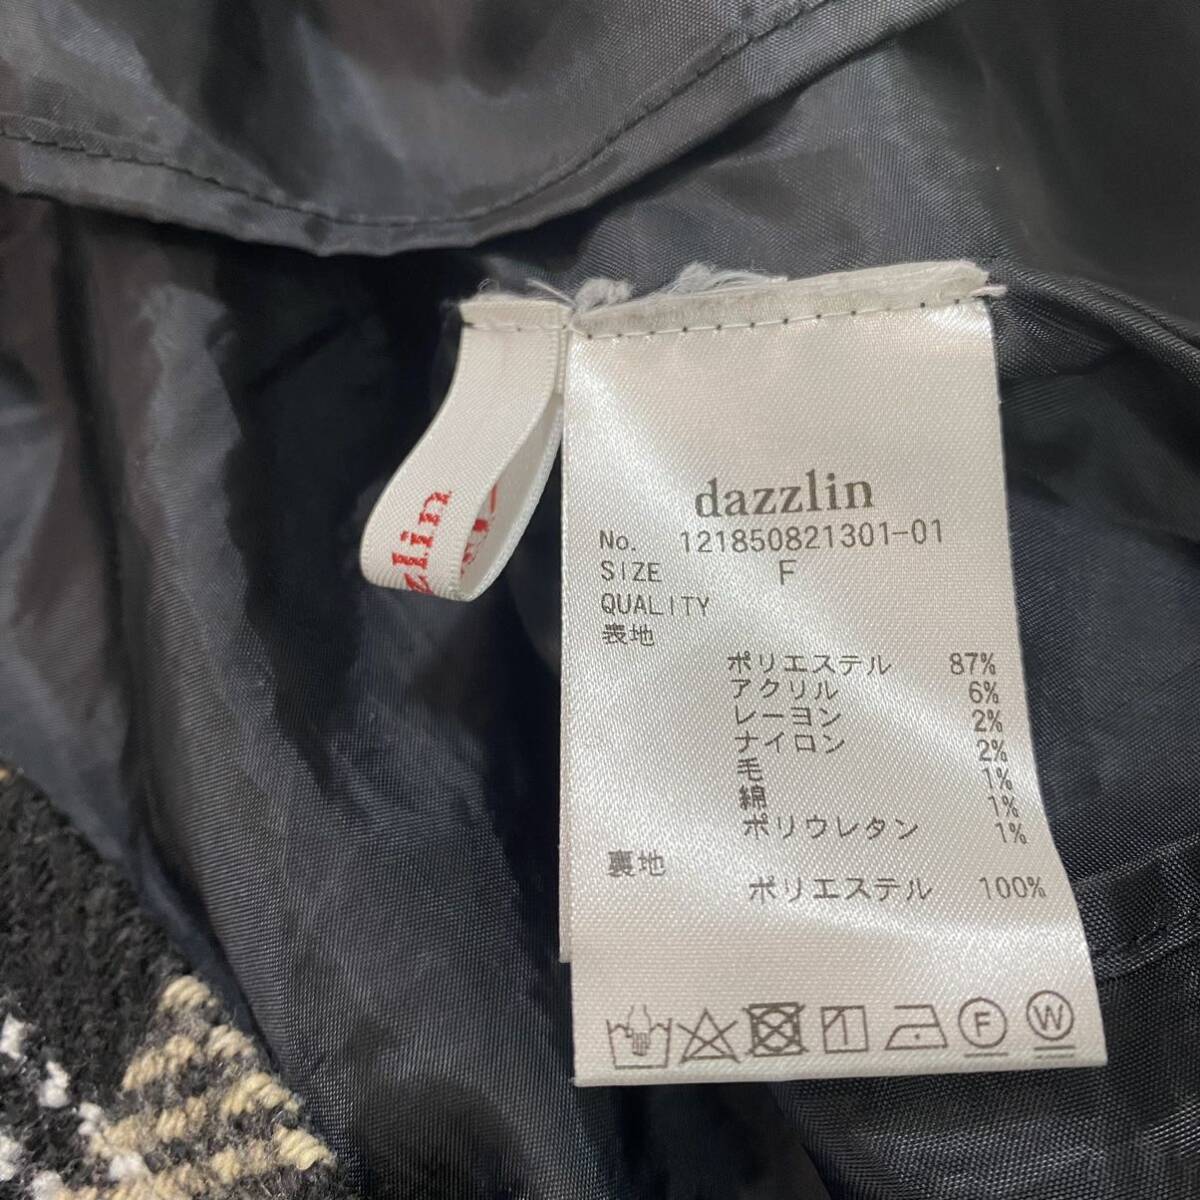 dazzlin
No. 121850821301-01
SIZE F
QUALITY
表地
ポリエステル 87%
アクリル 6%
レーヨン 2%
ナイロン 2%
毛 1%
綿 1%
ポリウレタン 1%
裏地
ポリエステル 100%
F
W
zlin